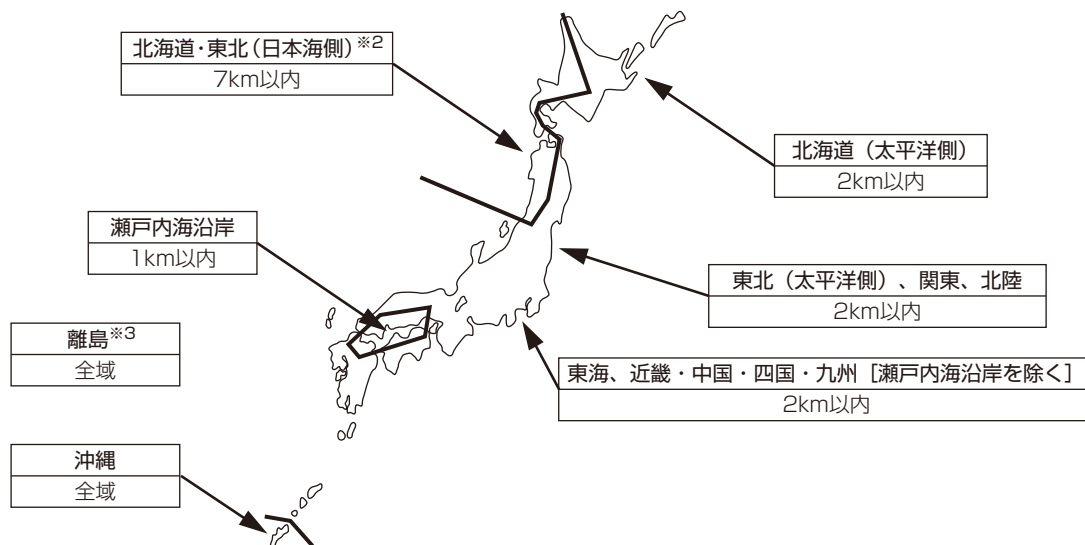 北海道・東北(日本海側)※2
7km以内
北海道（太平洋側）
2km以内
瀬戸内海沿岸
1km以内
東北（太平洋側）、関東、北陸
2km以内
離島※3
全域
東海、近畿・中国・四国・九州［瀬戸内海沿岸を除く］
2km以内
沖縄
全域